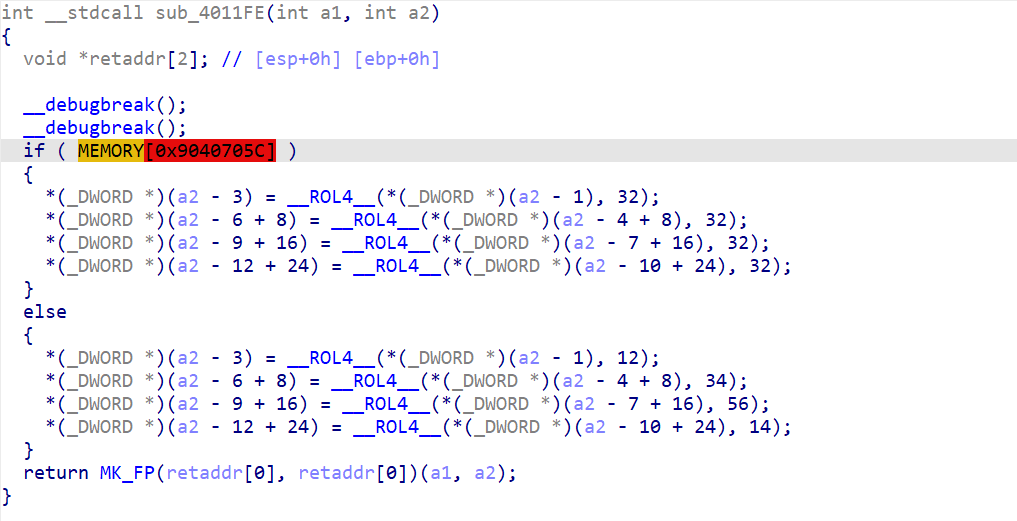 int __stdcall sub_4011FE(int a1, int a2)
{
  void *retaddr[2]; // [esp+0h] [ebp+0h]

  __debugbreak();
  __debugbreak();
  if ( MEMORY[0x9040705C] )
  {
    *(_DWORD *)(a2 - 3) = __ROL4__(*(_DWORD *)(a2 - 1), 32);
    *(_DWORD *)(a2 - 6 + 8) = __ROL4__(*(_DWORD *)(a2 - 4 + 8), 32);
    *(_DWORD *)(a2 - 9 + 16) = __ROL4__(*(_DWORD *)(a2 - 7 + 16), 32);
    *(_DWORD *)(a2 - 12 + 24) = __ROL4__(*(_DWORD *)(a2 - 10 + 24), 32);
  }
  else
  {
    *(_DWORD *)(a2 - 3) = __ROL4__(*(_DWORD *)(a2 - 1), 12);
    *(_DWORD *)(a2 - 6 + 8) = __ROL4__(*(_DWORD *)(a2 - 4 + 8), 34);
    *(_DWORD *)(a2 - 9 + 16) = __ROL4__(*(_DWORD *)(a2 - 7 + 16), 56);
    *(_DWORD *)(a2 - 12 + 24) = __ROL4__(*(_DWORD *)(a2 - 10 + 24), 14);
  }
  return MK_FP(retaddr[0], retaddr[0])(a1, a2);
}